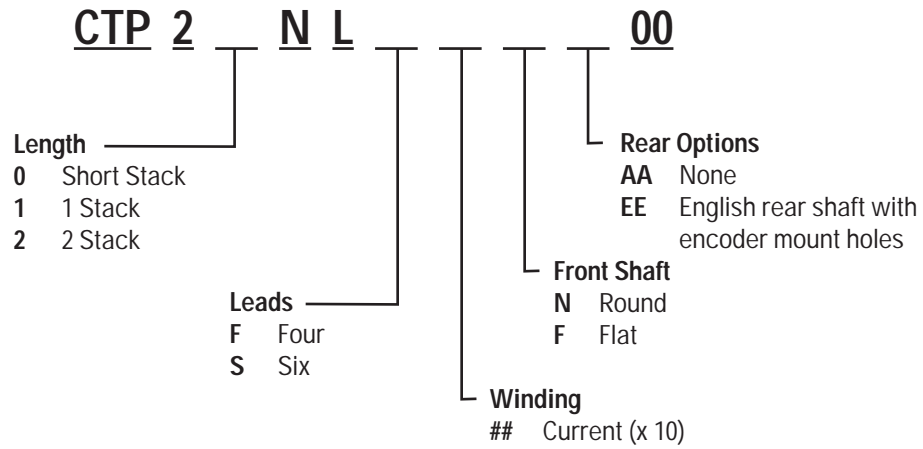 CTP 2 _ N L _ _ _ _ 00
Length
0 Short Stack
1 1 Stack
2 2 Stack
Leads
F Four
S Six
Winding
## Current (x 10)
Front Shaft
N Round
F Flat
Rear Options
AA None
EE English rear shaft with
encoder mount holes